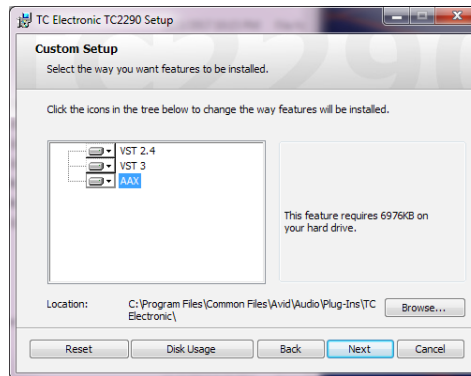 TC Electronic TC2290 Setup
Custom Setup
Select the way you want features to be installed.
TC2290
Click the icons in the tree below to change the way features will be installed.
VST 2.4
VST 3
AAX
This feature requires 6976KB on
your hard drive.
Location:
C:\Program Files\Common Files\Avid\Audio\Plug-Ins\TC
Electronic\
Browse...
Reset
Disk Usage
Back
Next
Cancel